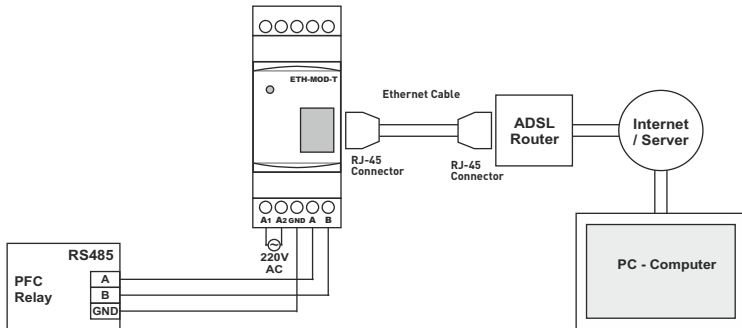 ETH-MOD-T
Ethernet Cable
RJ-45
Connector
RJ-45
Connector
ADSL
Router
Internet
/ Server
A1 A2 GND A B
220V
AC
PC - Computer
RS485
PFC
Relay
A
B
GND